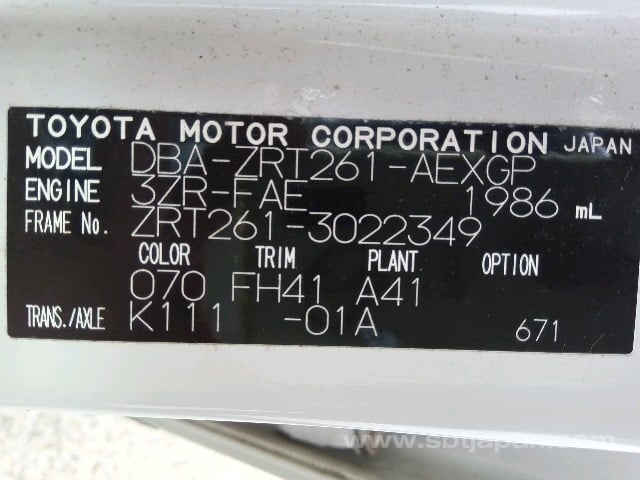 TOYOTA MOTOR CORPORATION JAPAN
MODEL DBA-ZRT261-AEXGP
ENGINE 3ZR-FAE 1986 mL
FRAME No. ZRT261-3022349
COLOR TRIM PLANT OPTION
070 FH41 A41
TRANS./AXLE K111 -01A 671
www.sbtjapan.com